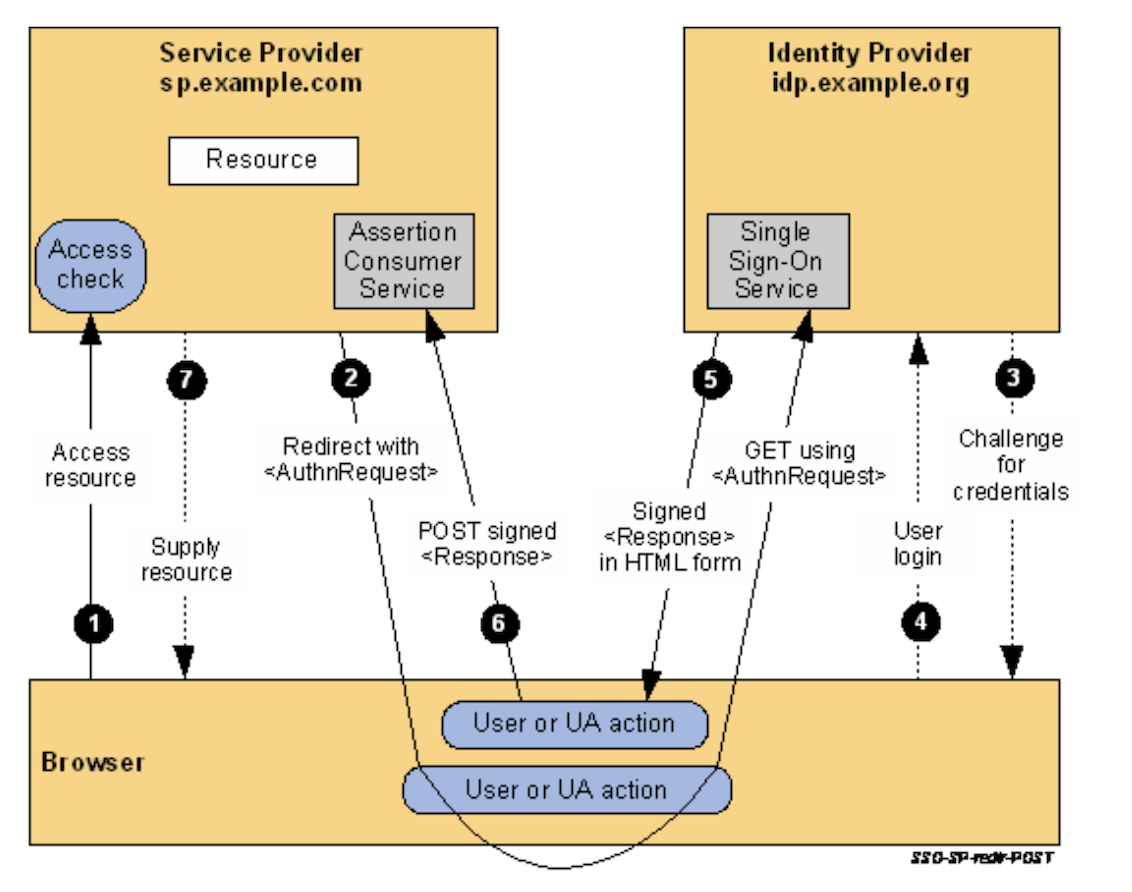 Service Provider
sp.example.com
Identity Provider
idp.example.org
Resource
Access
check
Assertion
Consumer
Service
Single
Sign-On
Service
7
2
5
3
Access
resource
Redirect with
<AuthnRequest>
GET using
<AuthnRequest>
Challenge
for
credentials
Supply
resource
POST signed
<Response>
Signed
<Response>
in HTML form
User
login
1
6
4
User or UA action
Browser
User or UA action
SSO-SP-redir-POST